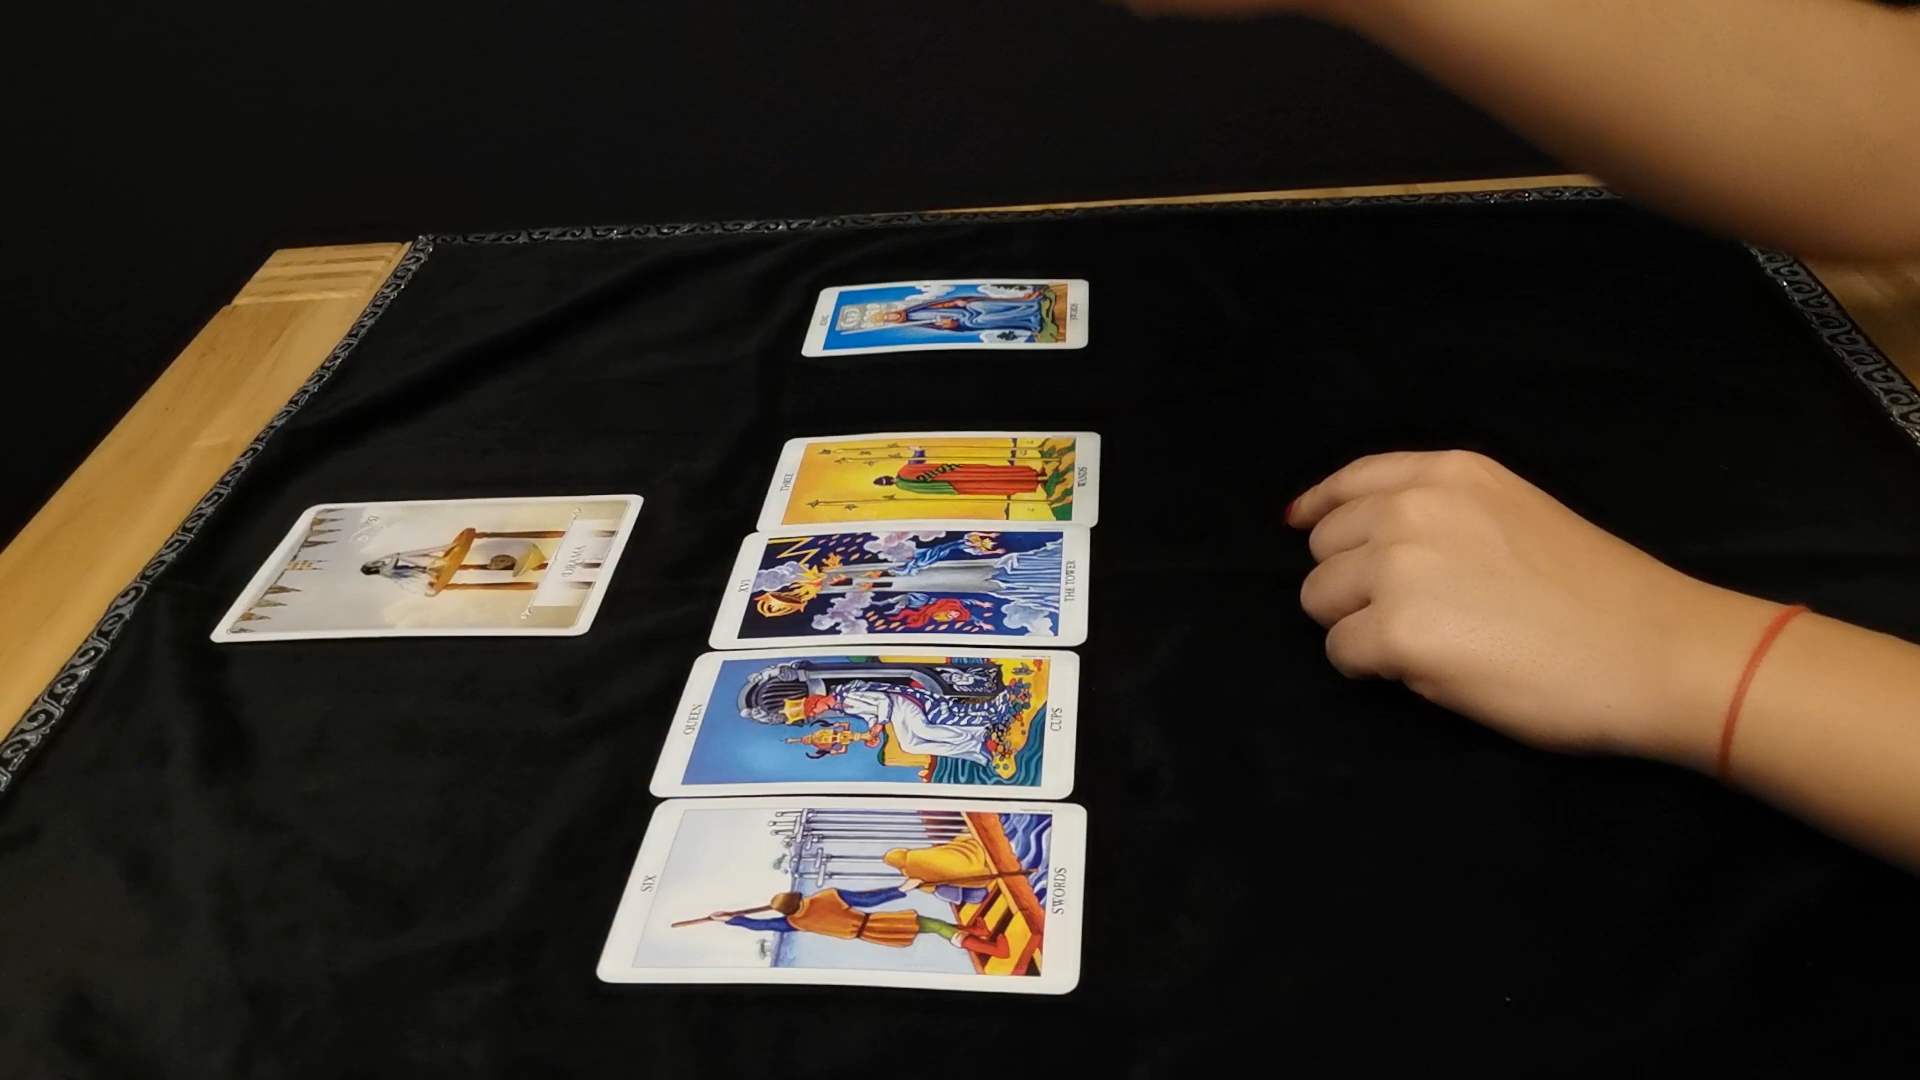 KING
SWORDS
THREE
WANDS
XVI
THE TOWER
QUEEN
CUPS
SIX
SWORDS
DRAMA